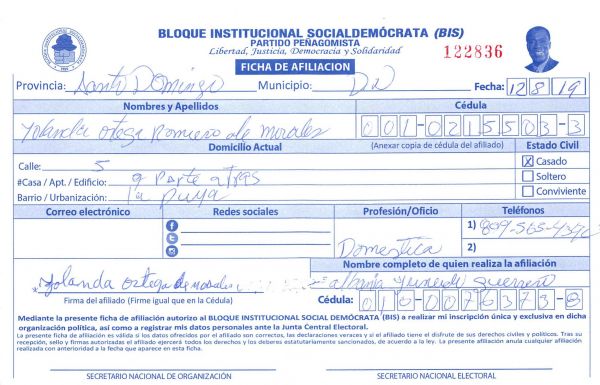 BLOQUE INSTITUCIONAL SOCIALDEMÓCRATA (BIS)
PARTIDO PEÑAGOMISTA
Libertad, Justicia, Democracia y Solidaridad
122836
FICHA DE AFILIACION
Provincia: Santo Domingo Municipio: DN Fecha: 12 8 19
Nombres y Apellidos Cédula
Yolanda Ortega Romero de morales 001-0215503-3
Domicilio Actual (Anexar copia de cédula del afiliado) Estado Civil
Calle: 5 X Casado
#Casa / Apt. / Edificio: 9 Parte atras Soltero
Barrio / Urbanización: la puya Conviviente
Correo electrónico Redes sociales Profesión/Oficio Teléfonos
1) 809-565-
Domestica 2)
Nombre completo de quien realiza la afiliación
Yolanda ortega de morales Guerrero
Firma del afiliado (Firme igual que en la Cédula) Cédula: 010-0076373-8
Mediante la presente ficha de afiliación autorizo al BLOQUE INSTITUCIONAL SOCIAL DEMÓCRATA (BIS) a realizar mi inscripción única y exclusiva en dicha
organización política, así como a registrar mis datos personales ante la Junta Central Electoral.
La presente ficha de afiliación es válida si los datos ofrecidos por el afiliado son correctos, las declaraciones veraces y si el afiliado tiene el disfrute de sus derechos civiles y políticos. Tras su
recepción, sello y firmas autorizadas el afiliado ejercerá todos los derechos y los deberes estatutariamente sancionados, de acuerdo a la ley. La presente afiliación anula cualquier afiliación
realizada con anterioridad a la fecha que aparece en esta ficha.
SECRETARIO NACIONAL DE ORGANIZACIÓN SECRETARIO NACIONAL ELECTORAL